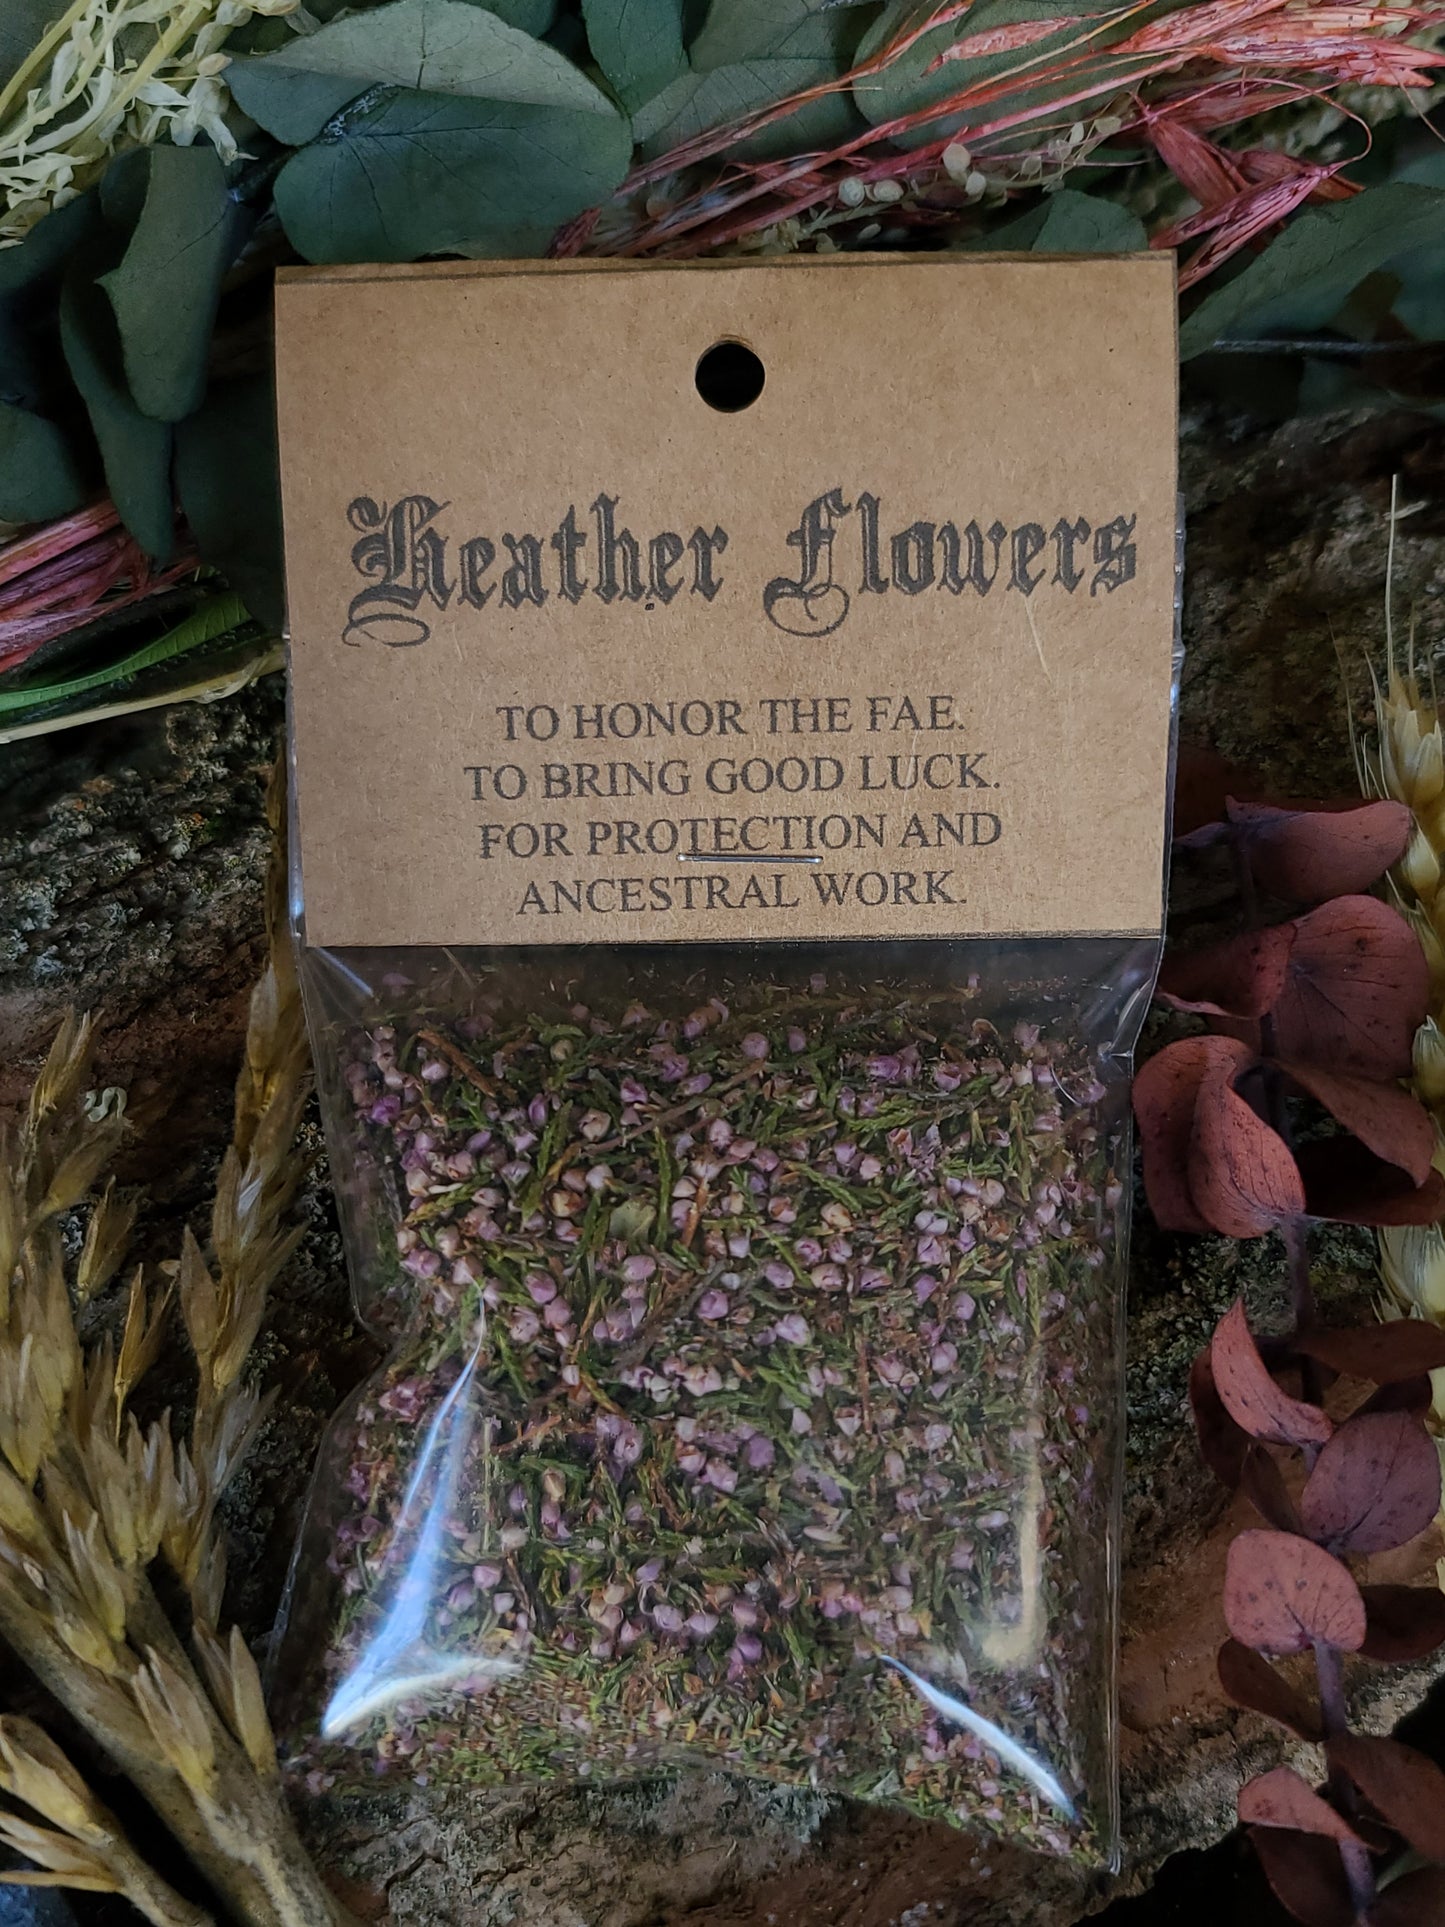 Heather Flowers
TO HONOR THE FAE.
TO BRING GOOD LUCK.
FOR PROTECTION AND
ANCESTRAL WORK.